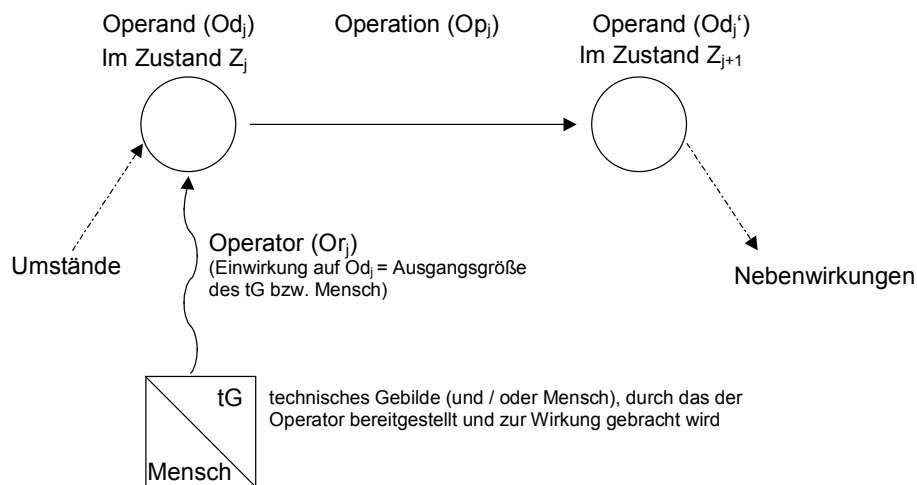 Operand (Odj)
Im Zustand Zj
Operation (Opj)
Operand (Odj‘)
Im Zustand Zj+1
Umstände
Operator (Orj)
(Einwirkung auf Odj = Ausgangsgröße
des tG bzw. Mensch)
Nebenwirkungen
tG
Mensch
technisches Gebilde (und / oder Mensch), durch das der
Operator bereitgestellt und zur Wirkung gebracht wird